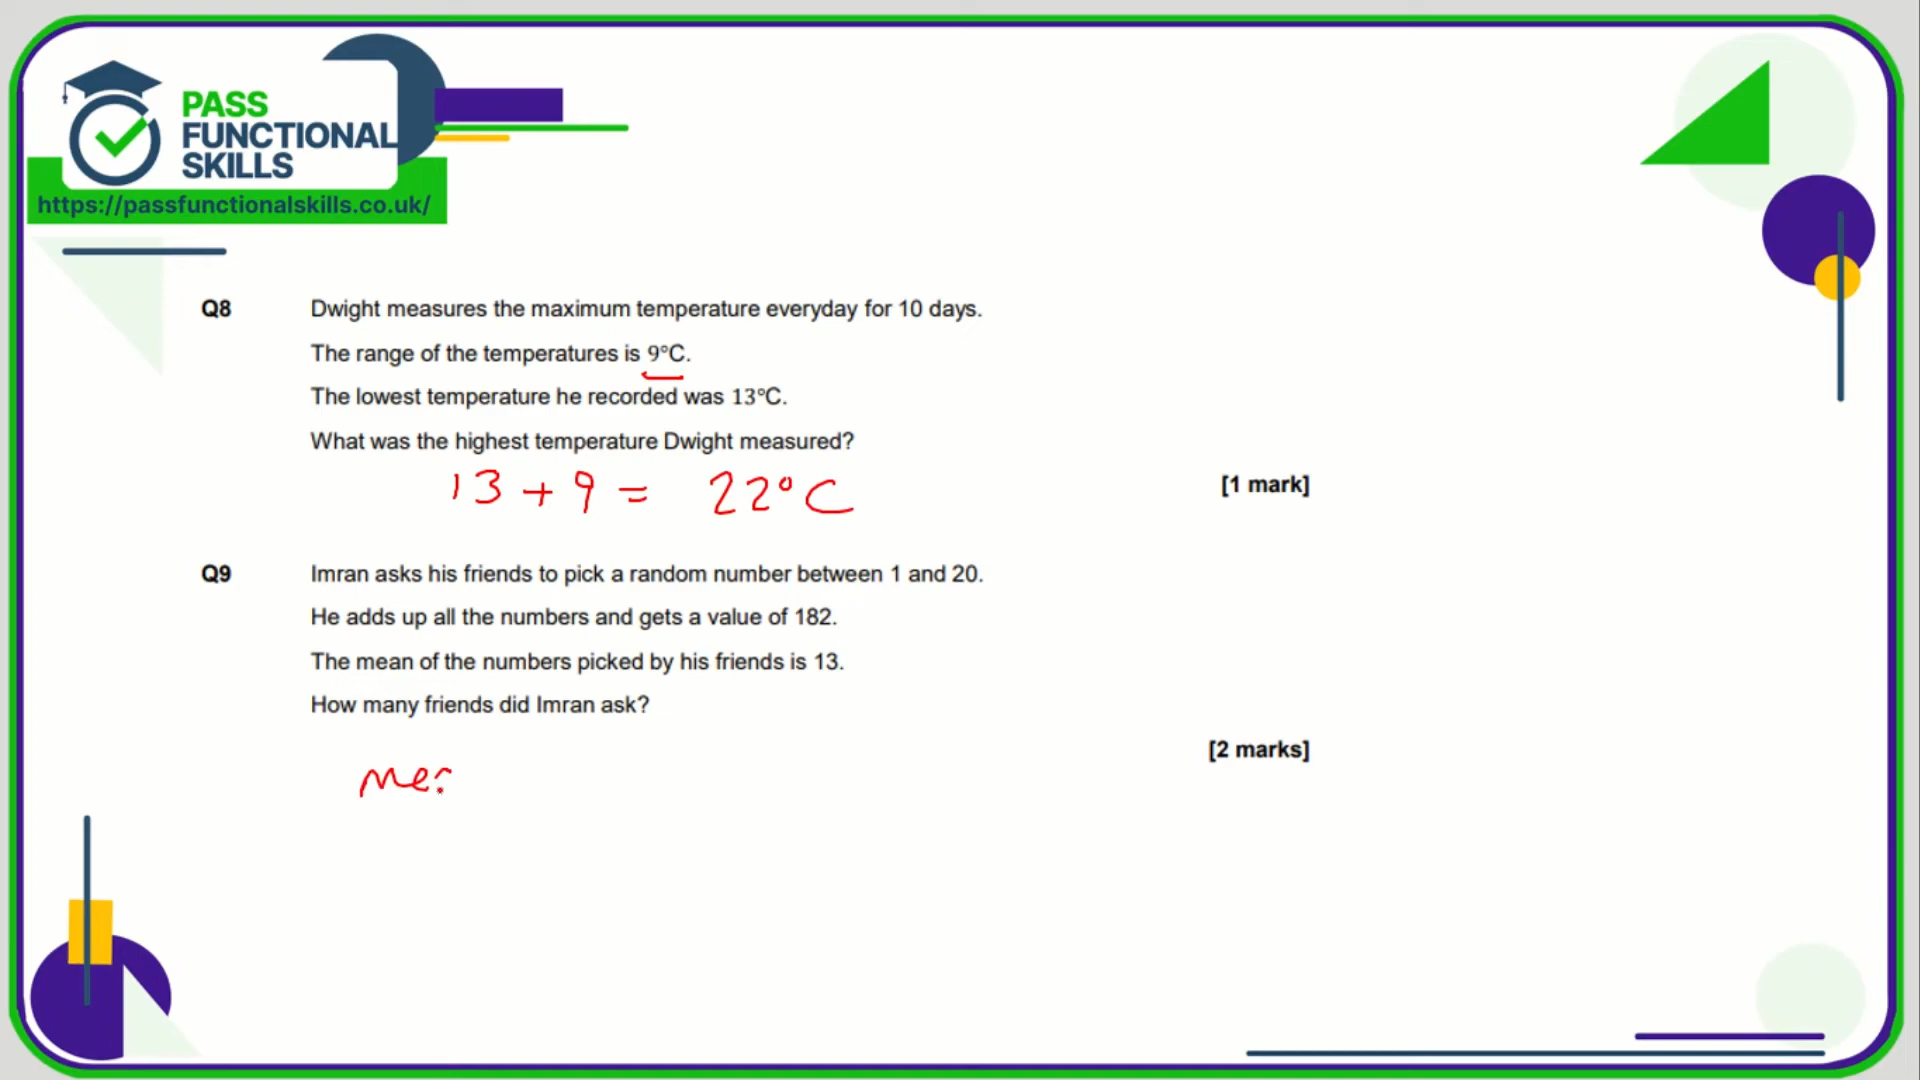 PASS
FUNCTIONAL
SKILLS
https://passfunctionalskills.co.uk/
Q8 Dwight measures the maximum temperature everyday for 10 days.
The range of the temperatures is 9°C.
The lowest temperature he recorded was 13°C.
What was the highest temperature Dwight measured?
13 + 9 = 22°C
[1 mark]
Q9 Imran asks his friends to pick a random number between 1 and 20.
He adds up all the numbers and gets a value of 182.
The mean of the numbers picked by his friends is 13.
How many friends did Imran ask?
[2 marks]